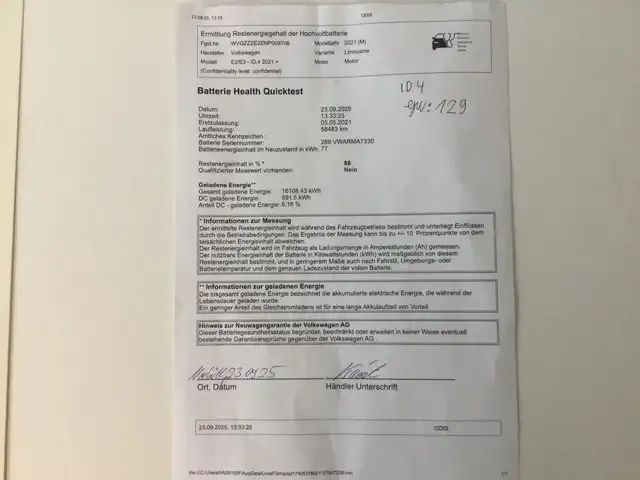 23.09.25, 13:33 ODIS
Ermittlung Restenergiegehalt der Hochvoltbatterie
Fgst.Nr. WVGZZZE2ZMP008706 Modelljahr 2021 (M)
Hersteller Volkswagen Variante Limousine
Modell E2/E3 - ID.4 2021 > Motor Motor
(Confidentiality level: confidential)
Batterie Health Quicktest
ID 4
129
Datum: 23.09.2025
Uhrzeit: 13:33:23
Erstzulassung: 05.05.2021
Laufleistung: 58483 km
Amtliches Kennzeichen :
Batterie Seriennummer: 288 VWARMA7330
Batterieenergieinhalt im Neuzustand in kWh: 77
Restenergieinhalt in % * 88
Qualifizierter Messwert vorhanden: Nein
Geladene Energie**
Gesamt geladene Energie: 16108.43 kWh
DC geladene Energie: 991.5 kWh
Anteil DC - geladene Energie: 6.16 %
* Informationen zur Messung
Der ermittelte Restenergieinhalt wird während des Fahrzeugbetriebs bestimmt und unterliegt Einflüssen
durch die Betriebsbedingungen. Das Ergebnis der Messung kann bis zu +/- 10 Prozentpunkte von dem
tatsächlichen Energieinhalt abweichen.
Der Restenergieinhalt wird im Fahrzeug als Ladungsmenge in Amperestunden (Ah) gemessen.
Der nutzbare Energieinhalt der Batterie in Kilowattstunden (kWh) wird maßgeblich von diesem
Restenergieinhalt bestimmt, und in geringerem Maße auch nach Fahrstil, Umgebungs- oder
Batterietemperatur und dem genauen Ladezustand der vollen Batterie.
** Informationen zur geladenen Energie
Die insgesamt geladene Energie bezeichnet die akkumulierte elektrische Energie, die während der
Lebensdauer geladen wurde.
Ein geringer Anteil des Gleichstromladens ist für eine lange Akkulaufzeit von Vorteil.
Hinweis zur Neuwagengarantie der Volkswagen AG
Dieser Batteriegesundheitsstatus begründet, beschränkt oder erweitert in keiner Weise eventuell
bestehende Garantieansprüche gegenüber der Volkswagen AG .
23.09.25
Ort, Datum Händler Unterschrift
23.09.2025, 13:33:25 ODIS
1/1